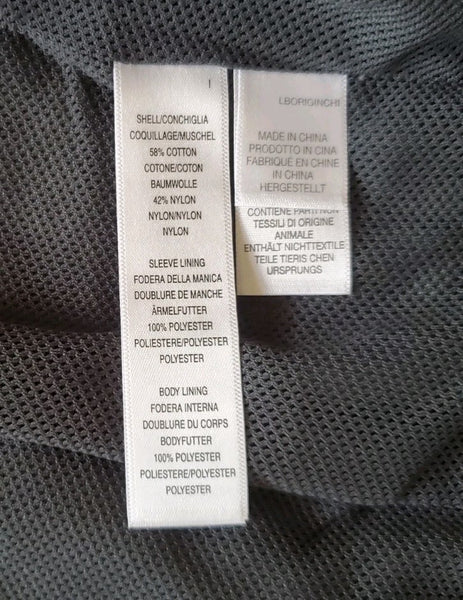 I
SHELL/CONCHIGLIA
COQUILLAGE/MUSCHEL
58% COTTON
COTONE/COTON
BAUMWOLLE
42% NYLON
NYLON/NYLON
NYLON
SLEEVE LINING
FODERA DELLA MANICA
DOUBLURE DE MANCHE
ÄRMELFUTTER
100% POLYESTER
POLIESTERE/POLYESTER
POLYESTER
BODY LINING
FODERA INTERNA
DOUBLURE DU CORPS
BODYFUTTER
100% POLYESTER
POLIESTERE/POLYESTER
POLYESTER
LBORIGINCHI
MADE IN CHINA
PRODOTTO IN CINA
FABRIQUÉ EN CHINE
IN CHINA
HERGESTELLT
CONTIENE PARTI NON
TESSILI DI ORIGINE
ANIMALE
ENTHÄLT NICHTTEXTILE
TEILE TIERIS CHEN
URSPRUNGS